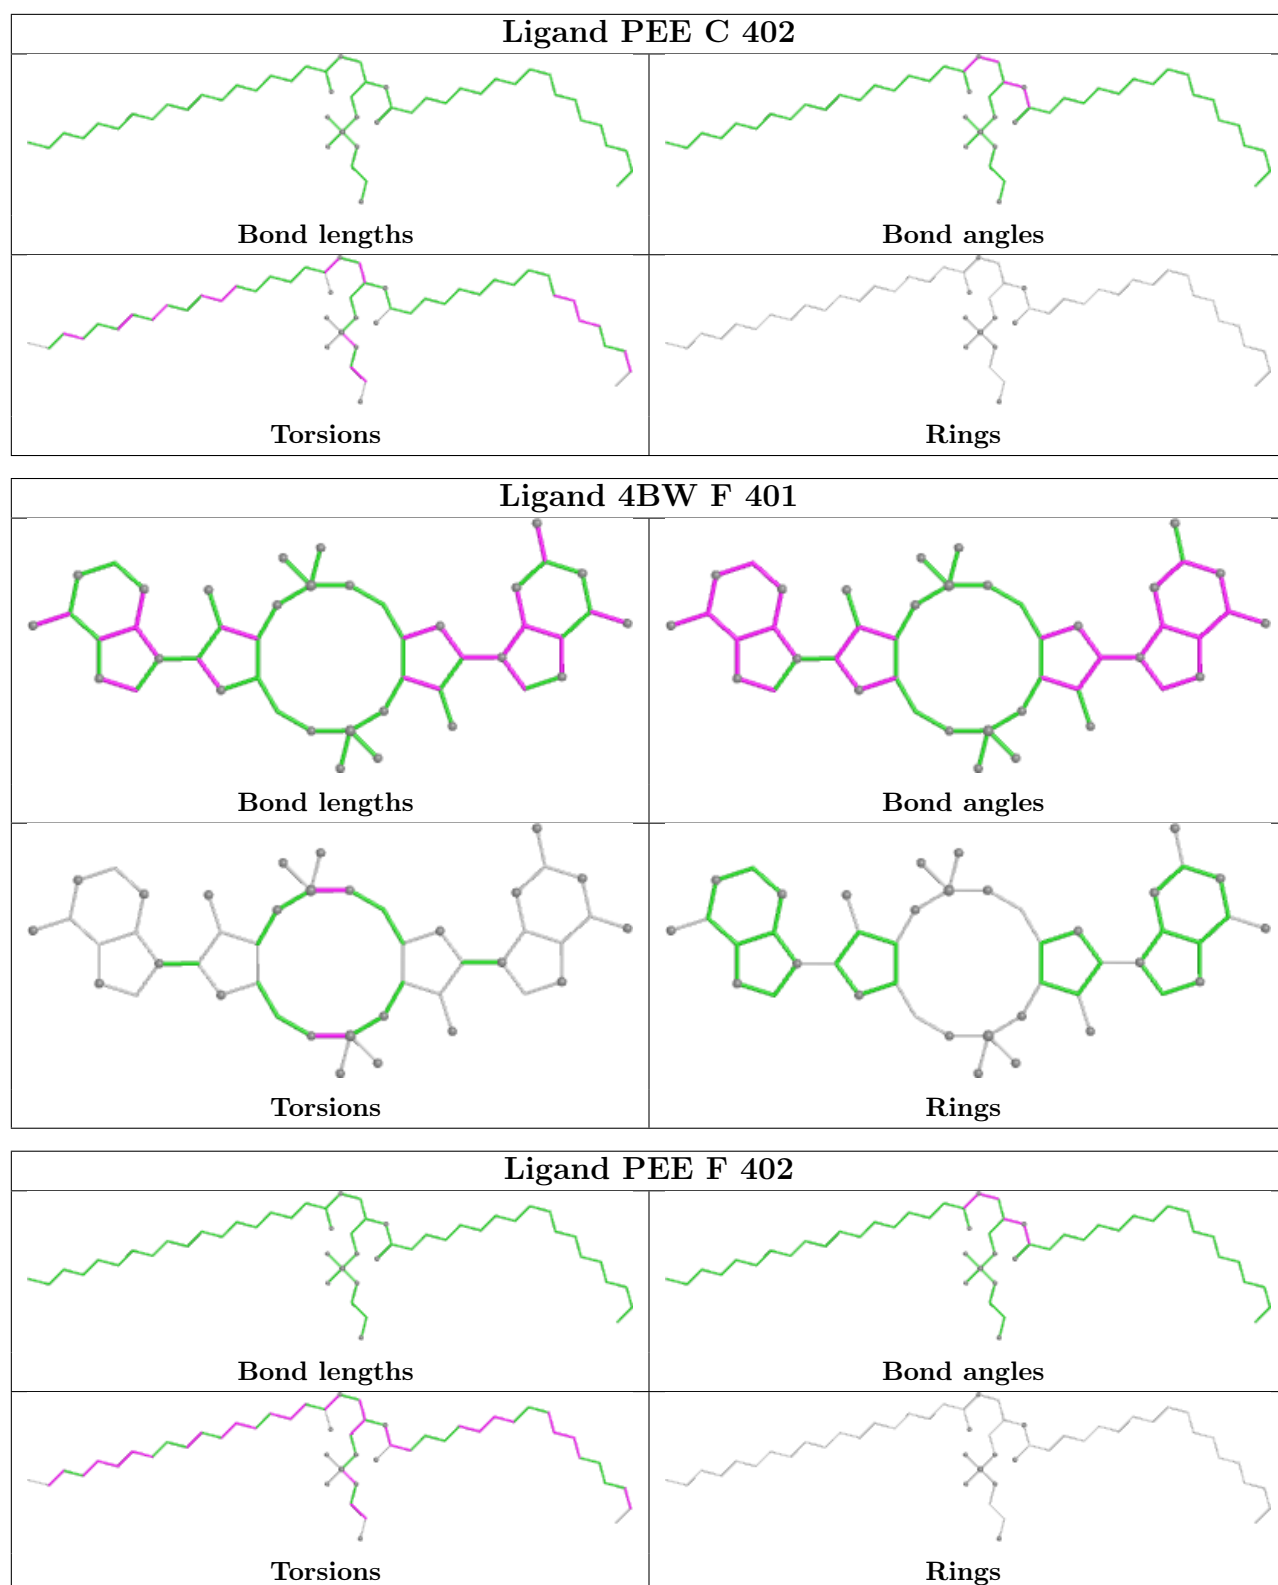 Ligand PEE C 402
Bond lengths
Bond angles
Torsions
Rings
Ligand 4BW F 401
Bond lengths
Bond angles
Torsions
Rings
Ligand PEE F 402
Bond lengths
Bond angles
Torsions
Rings